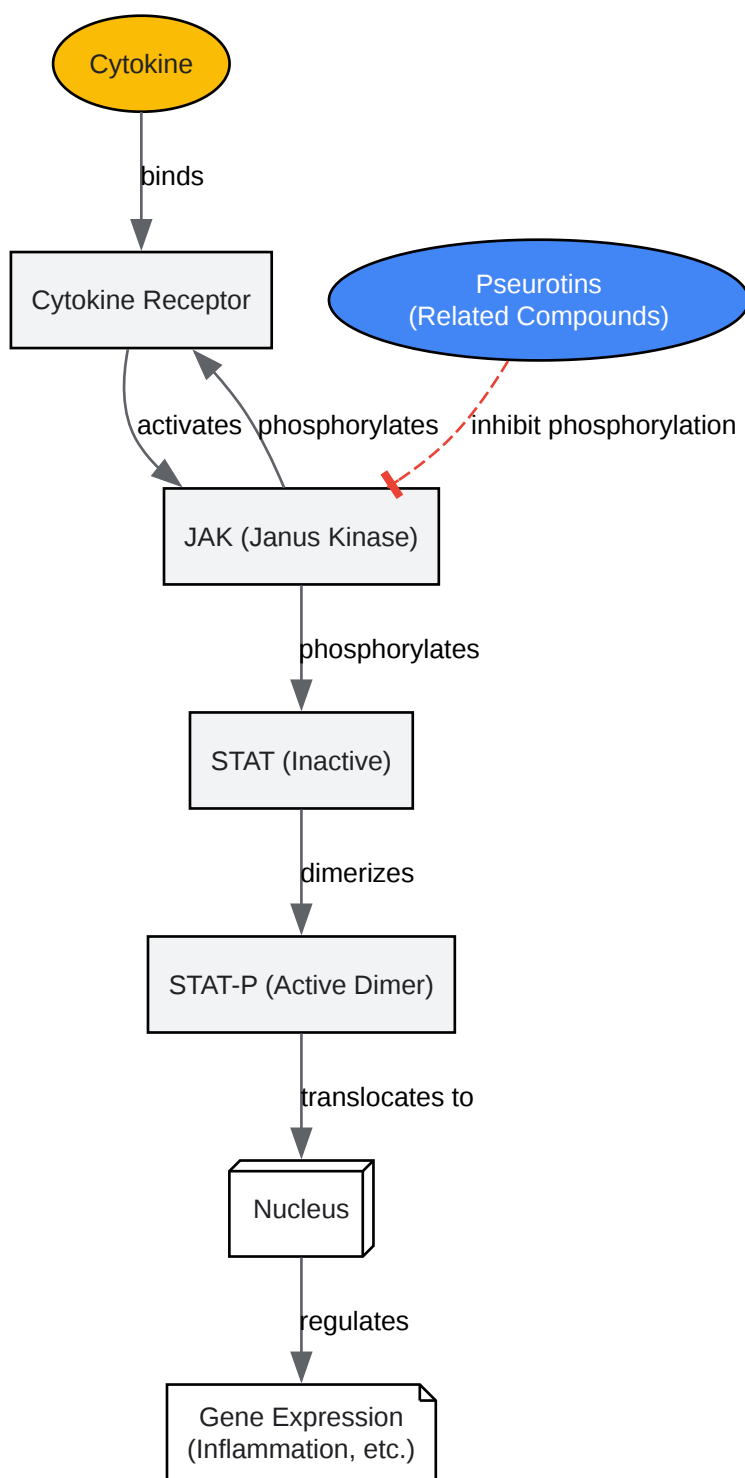 Cytokine
binds
Cytokine Receptor
Pseurotins
(Related Compounds)
activates
phosphorylates
inhibit phosphorylation
JAK (Janus Kinase)
phosphorylates
STAT (Inactive)
dimerizes
STAT-P (Active Dimer)
translocates to
Nucleus
regulates
Gene Expression
(Inflammation, etc.)